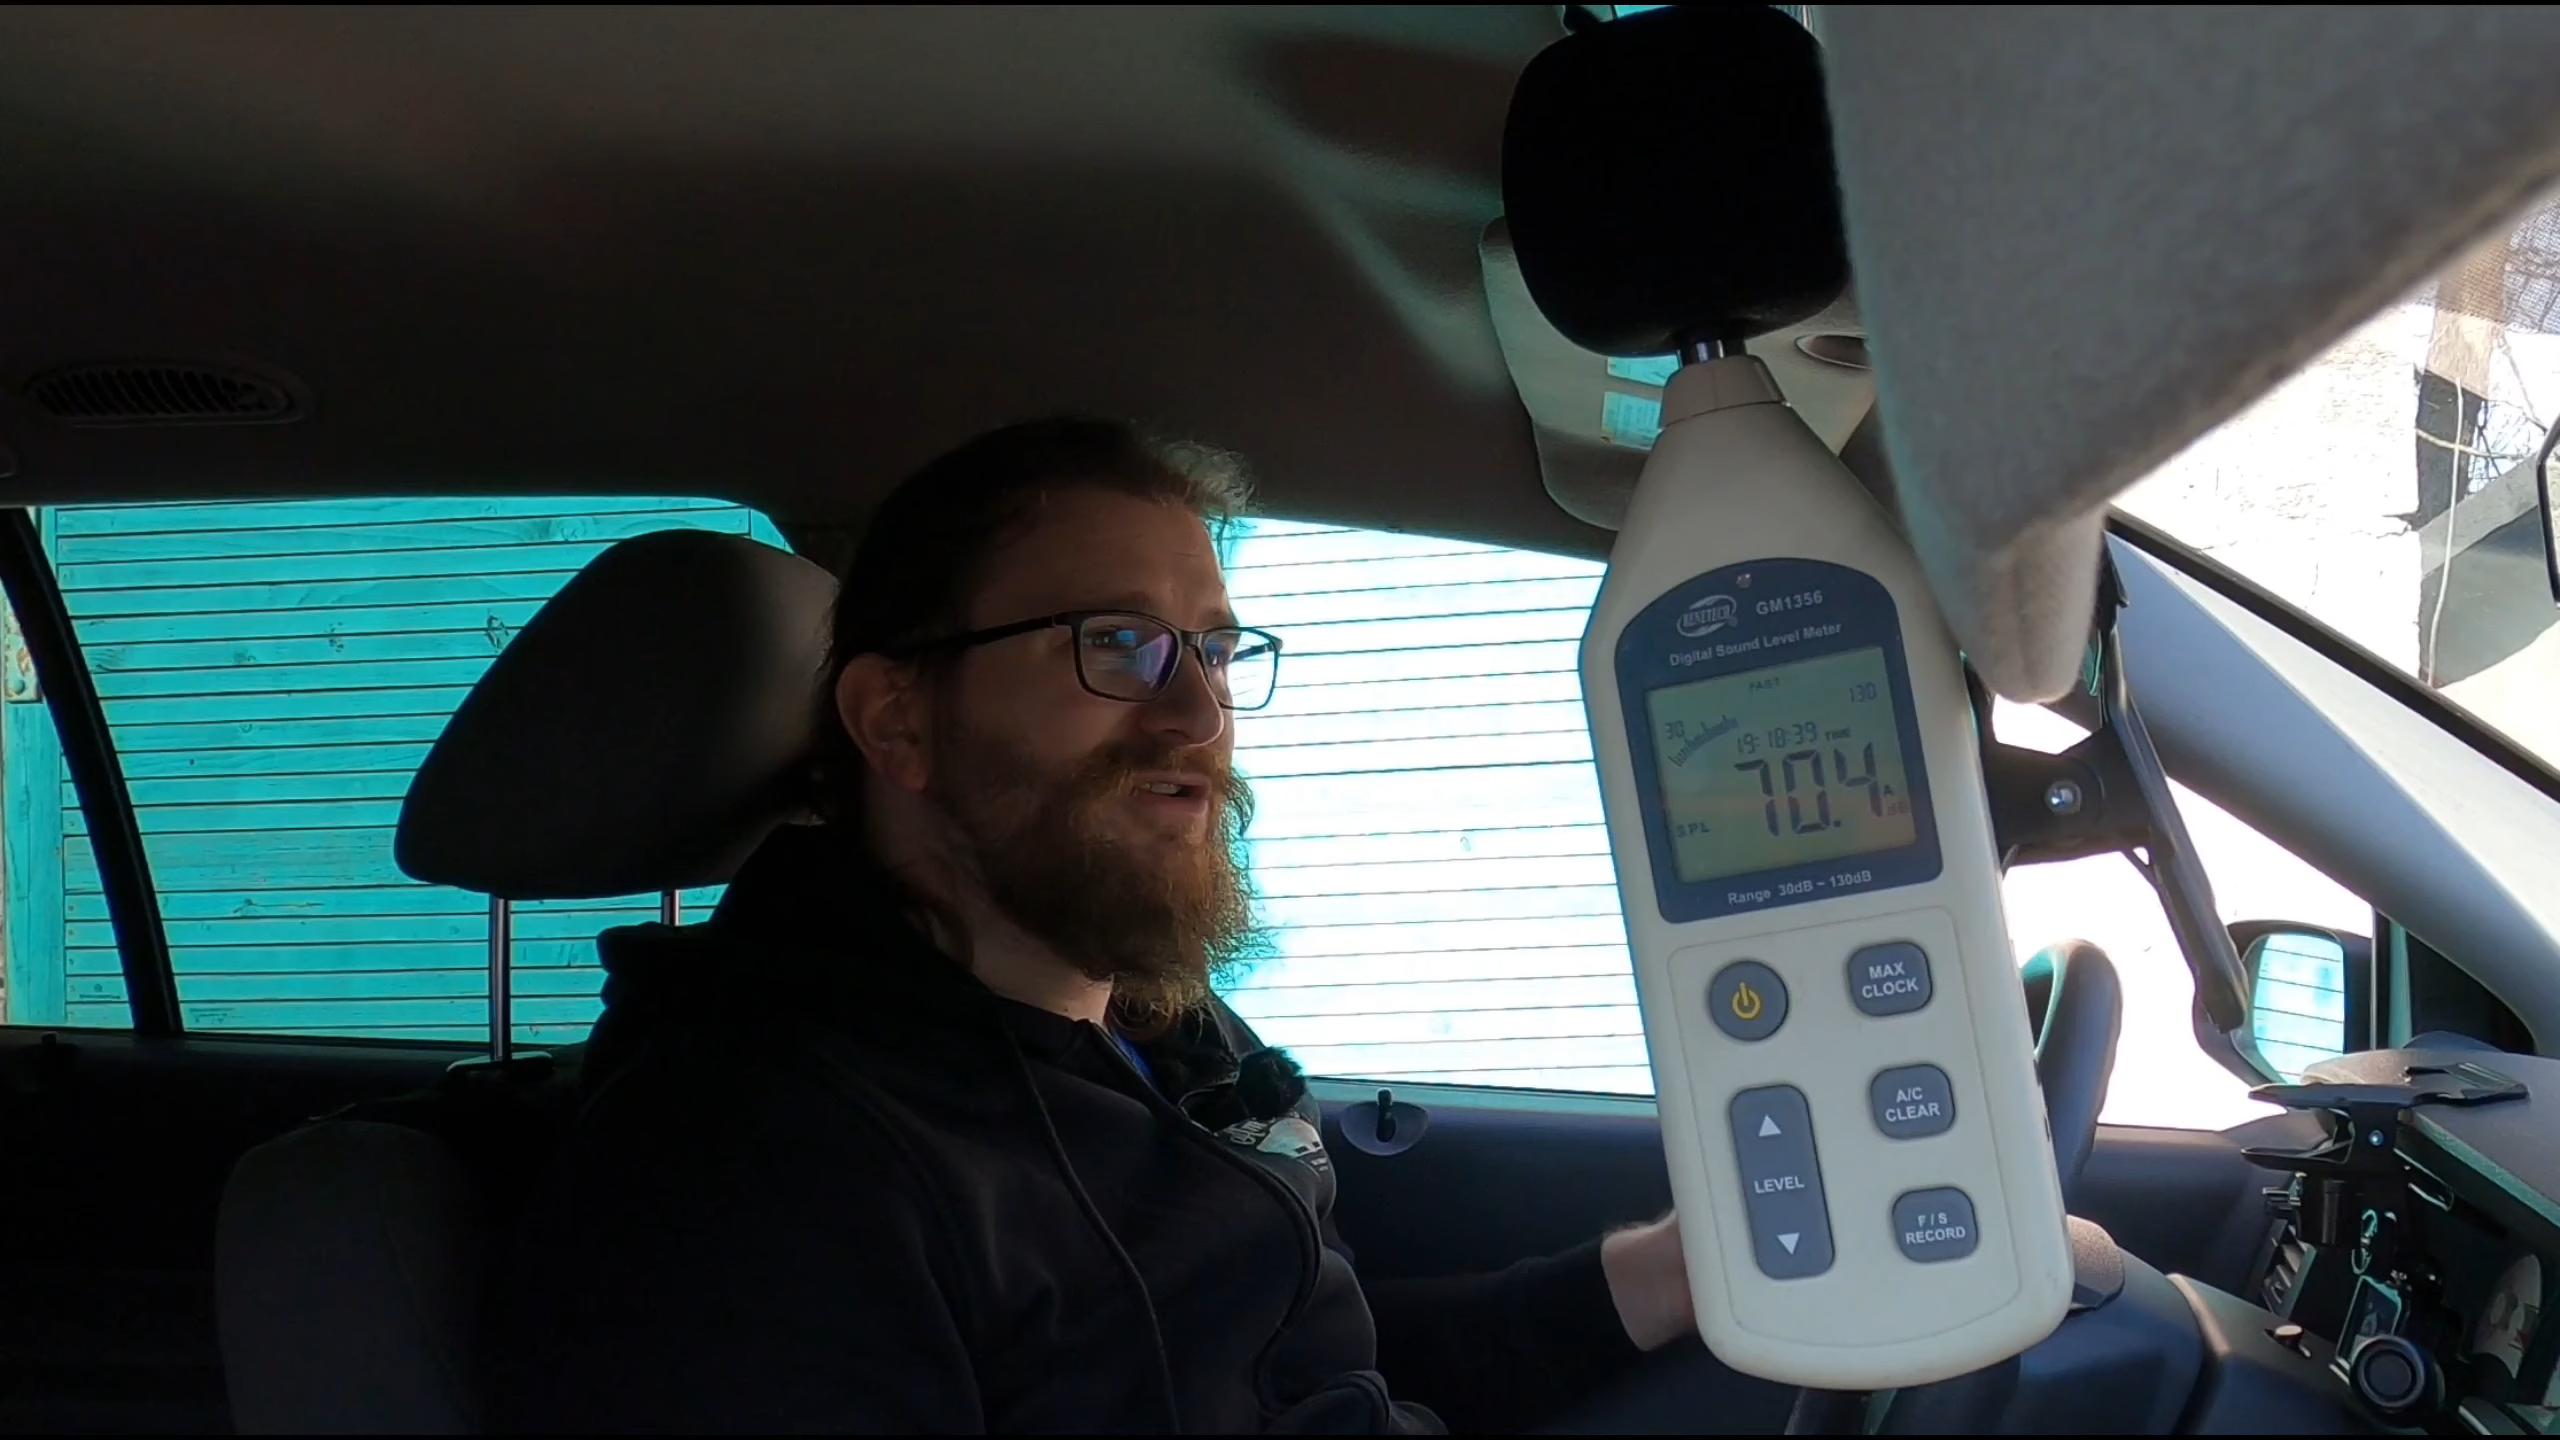 BENETECH
GM1356
Digital Sound Level Meter
FAST
30
130
19:18:39 TIME
70.4 A dB
SPL
Range 30dB ~ 130dB
MAX
CLOCK
A/C
CLEAR
LEVEL
F / S
RECORD